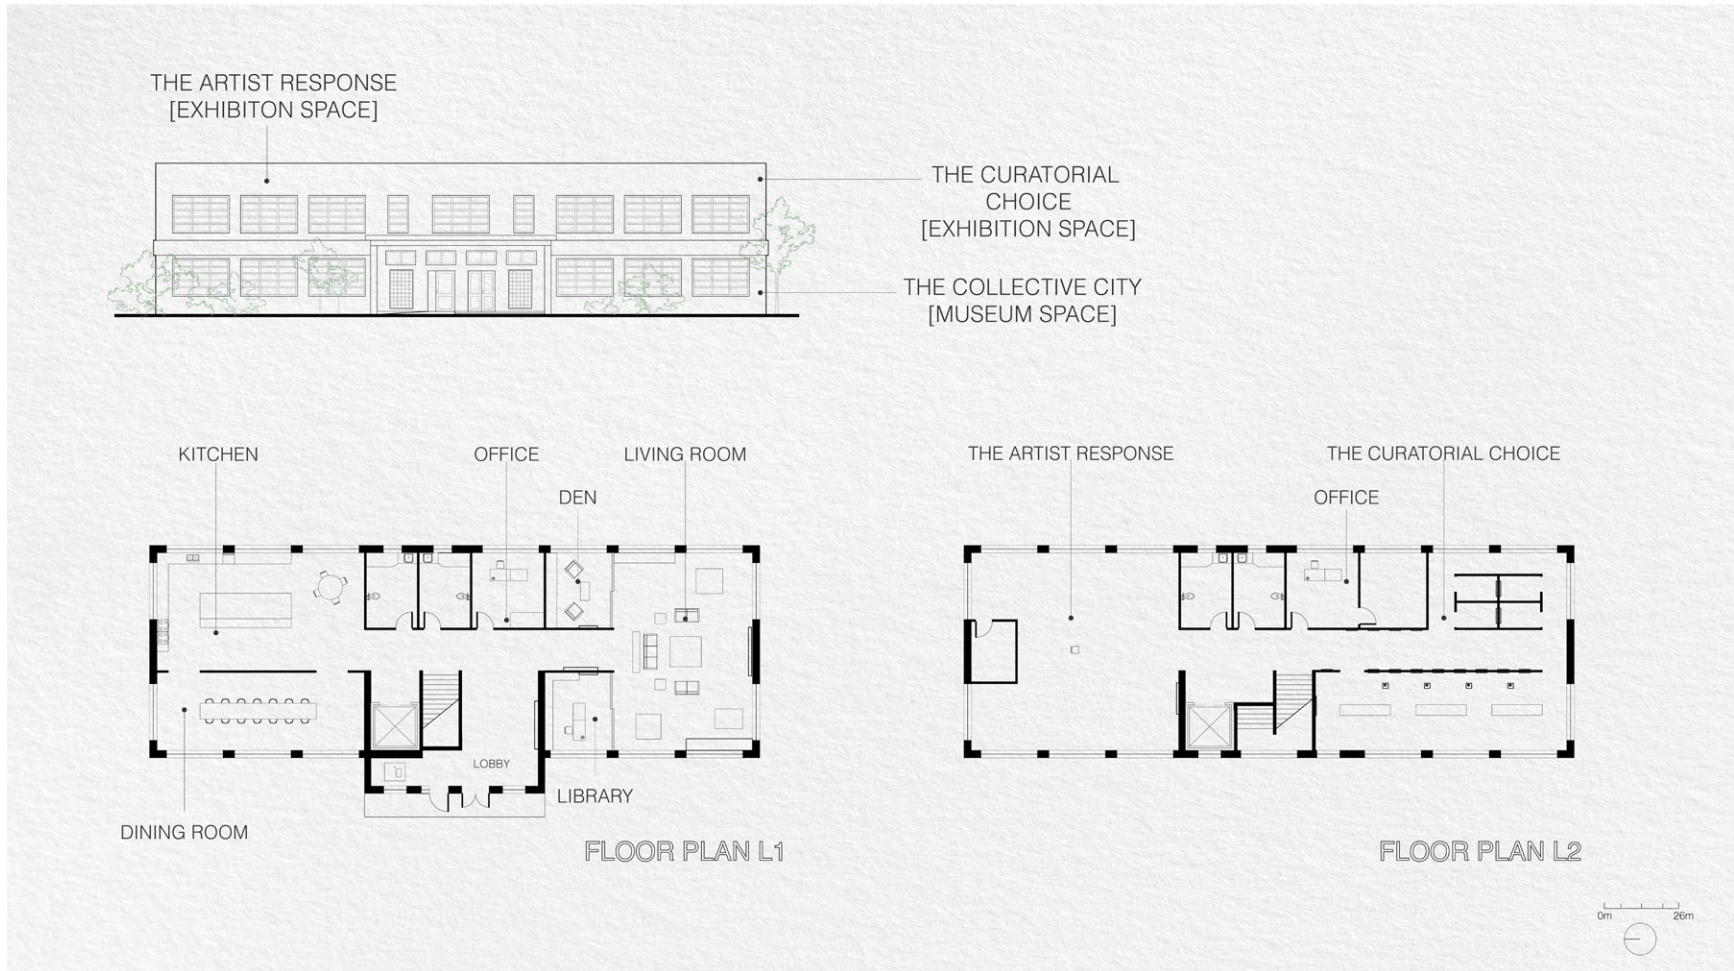 THE ARTIST RESPONSE
[EXHIBITON SPACE]
THE CURATORIAL
CHOICE
[EXHIBITION SPACE]
THE COLLECTIVE CITY
[MUSEUM SPACE]
KITCHEN
OFFICE
LIVING ROOM
DEN
LOBBY
LIBRARY
DINING ROOM
FLOOR PLAN L1
THE ARTIST RESPONSE
THE CURATORIAL CHOICE
OFFICE
FLOOR PLAN L2
0m 26m